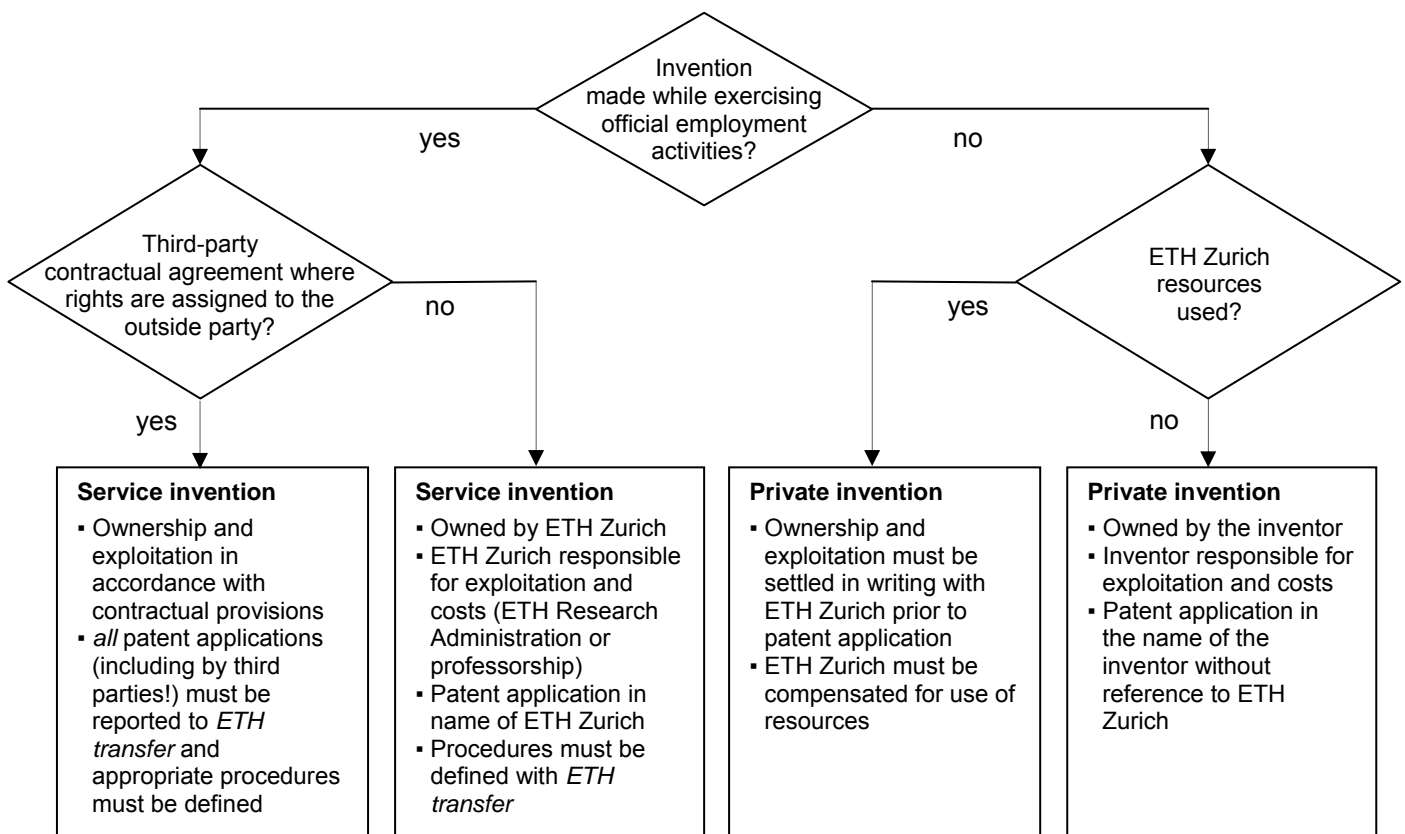 Invention
made while exercising
official employment
activities?
yes
no
Third-party
contractual agreement where
rights are assigned to the
outside party?
no
yes
ETH Zurich
resources
used?
yes
no
Service invention
▪ Ownership and
exploitation in
accordance with
contractual provisions
▪ all patent applications
(including by third
parties!) must be
reported to ETH
transfer and
appropriate procedures
must be defined
Service invention
▪ Owned by ETH Zurich
▪ ETH Zurich responsible
for exploitation and
costs (ETH Research
Administration or
professorship)
▪ Patent application in
name of ETH Zurich
▪ Procedures must be
defined with ETH
transfer
Private invention
▪ Ownership and
exploitation must be
settled in writing with
ETH Zurich prior to
patent application
▪ ETH Zurich must be
compensated for use of
resources
Private invention
▪ Owned by the inventor
▪ Inventor responsible for
exploitation and costs
▪ Patent application in
the name of the
inventor without
reference to ETH
Zurich